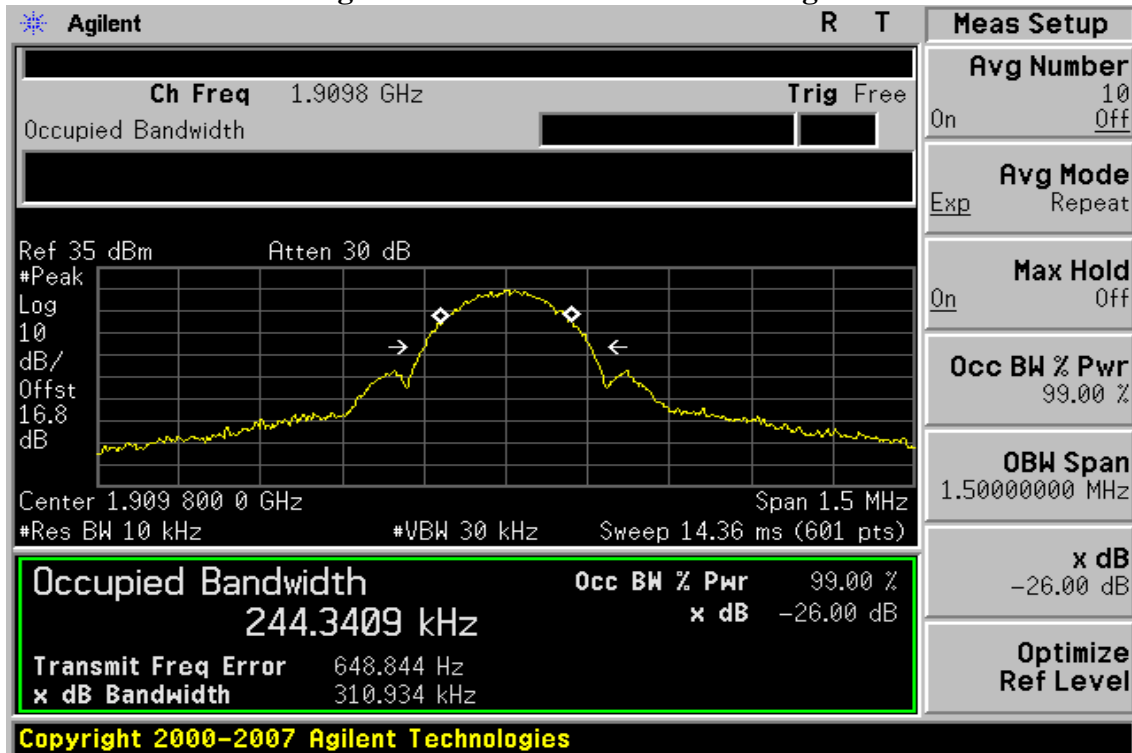 Agilent R T
Ch Freq 1.9098 GHz Trig Free
Occupied Bandwidth
Ref 35 dBm Atten 30 dB
#Peak
Log
10
dB/
Offst
16.8
dB
Center 1.909 800 0 GHz Span 1.5 MHz
#Res BW 10 kHz #VBW 30 kHz Sweep 14.36 ms (601 pts)
Occupied Bandwidth
244.3409 kHz
Occ BW % Pwr 99.00 %
x dB -26.00 dB
Transmit Freq Error 648.844 Hz
x dB Bandwidth 310.934 kHz
Copyright 2000-2007 Agilent Technologies
Meas Setup
Avg Number
10
On Off
Avg Mode
Exp Repeat
Max Hold
On Off
Occ BW % Pwr
99.00 %
OBW Span
1.50000000 MHz
x dB
-26.00 dB
Optimize
Ref Level